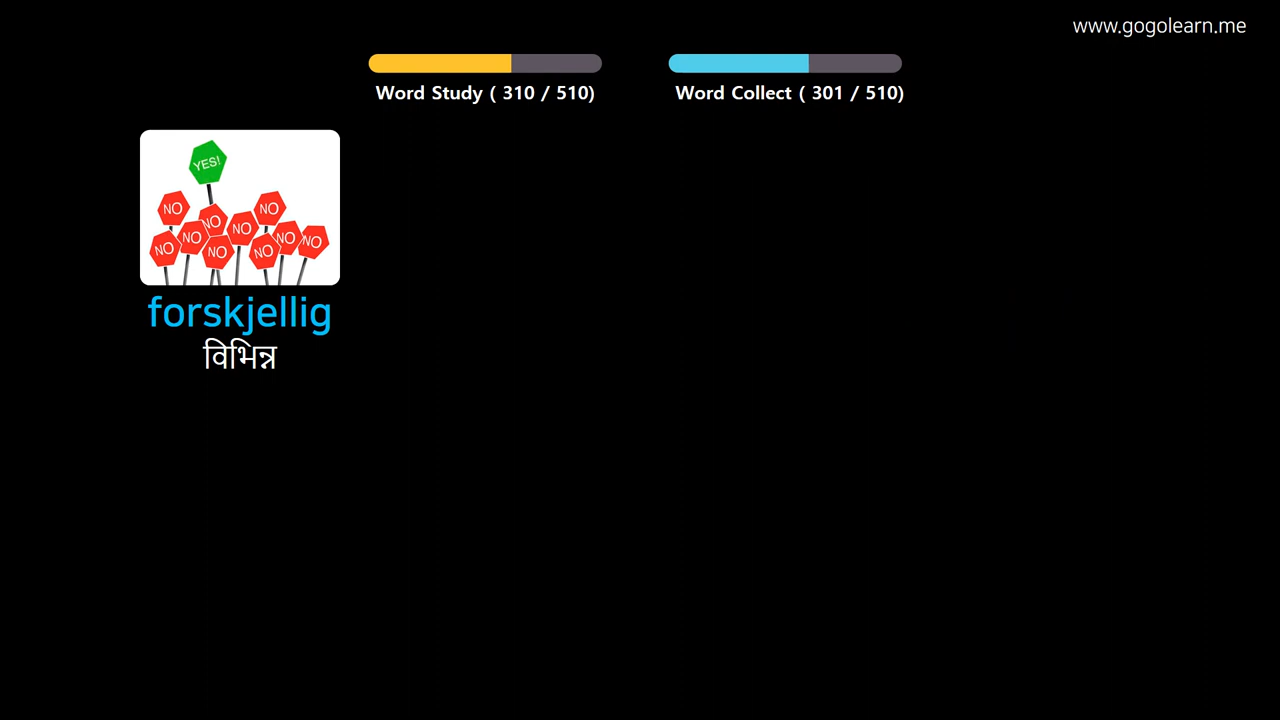 www.gogolearn.me
Word Study ( 310 / 510)
Word Collect ( 301 / 510)
YES!
NO
NO
NO
NO
NO
NO
NO
NO
NO
NO
forskjellig
विभिन्न